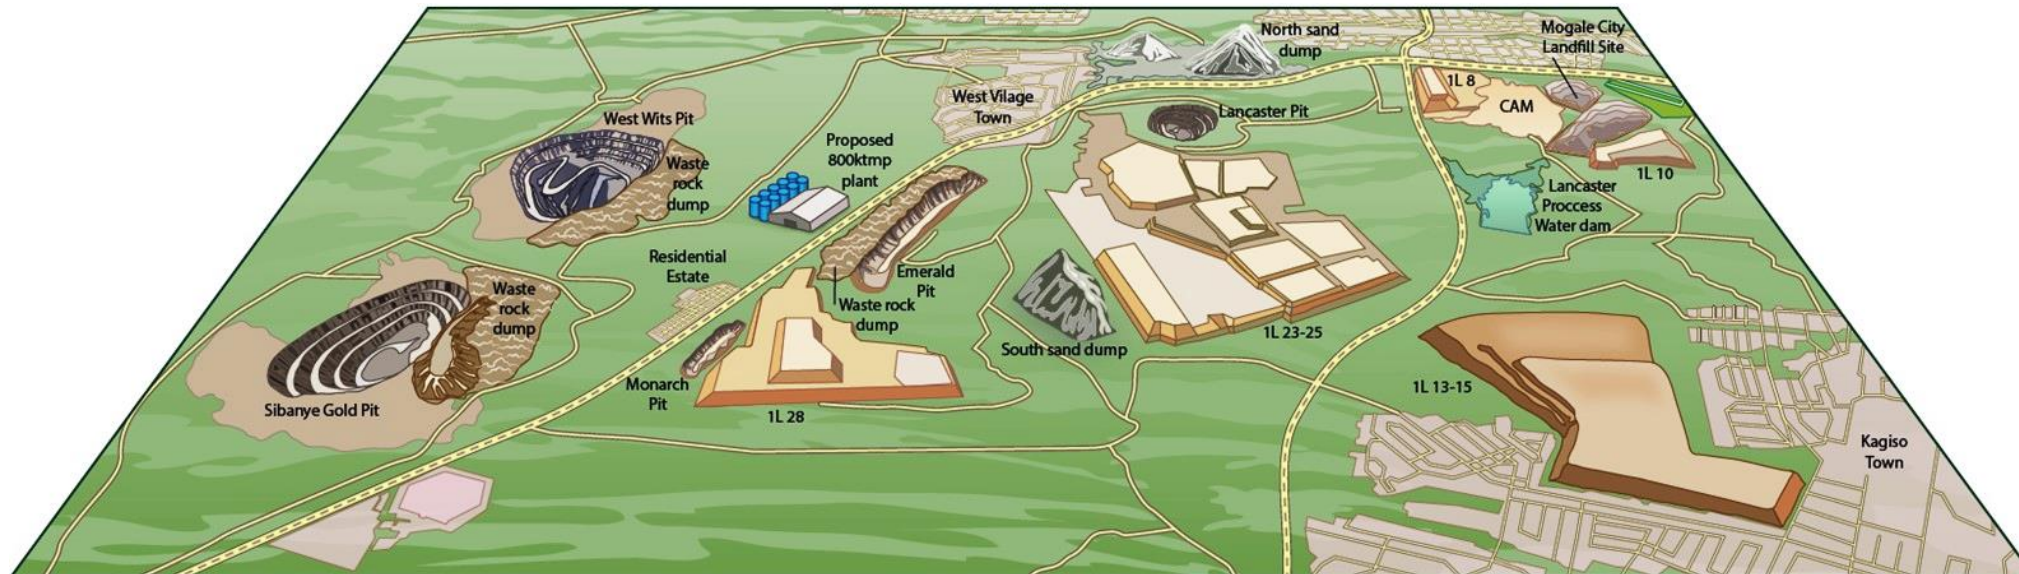 North sand
dump
Mogale City
Landfill Site
1L 8
CAM
West Vilage
Town
Lancaster Pit
West Wits Pit
Proposed
800ktmp
plant
Waste
rock
dump
1L 10
Lancaster
Proccess
Water dam
Residential
Estate
Emerald
Pit
Waste rock
dump
Waste
rock
dump
South sand dump
1L 23-25
Monarch
Pit
1L 28
Sibanye Gold Pit
1L 13-15
Kagiso
Town